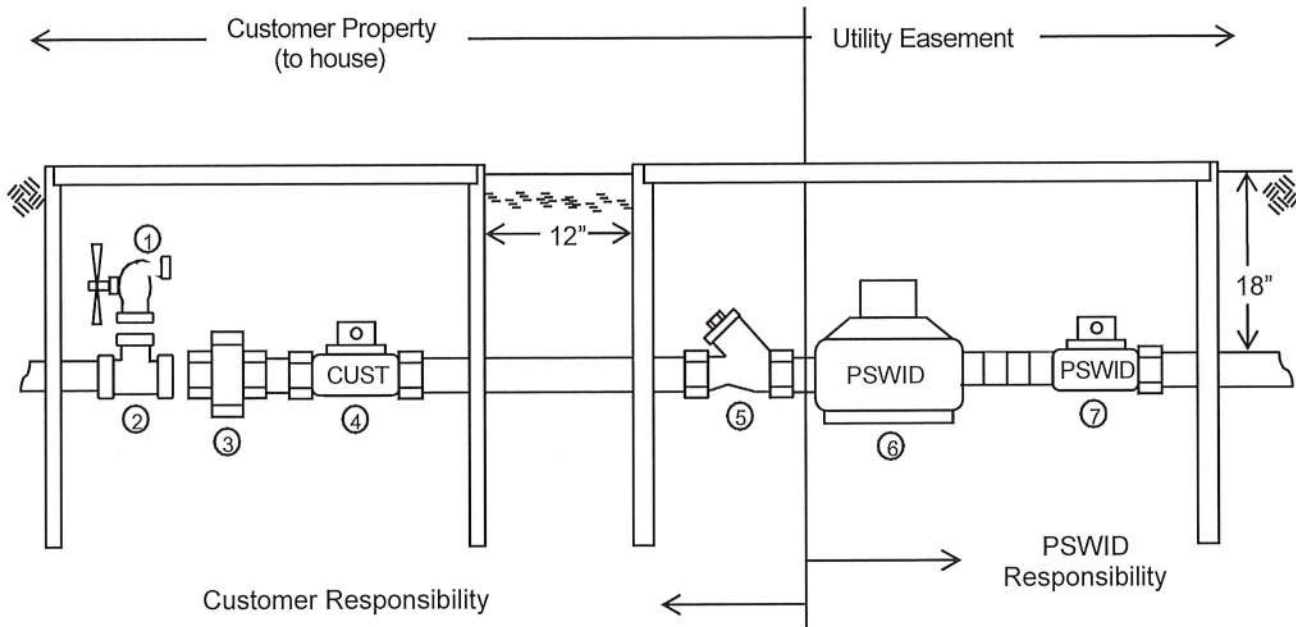 Customer Property
(to house)
Utility Easement
12”
18”
1
CUST
PSWID
PSWID
2
3
4
5
6
7
PSWID
Responsibility
Customer Responsibility